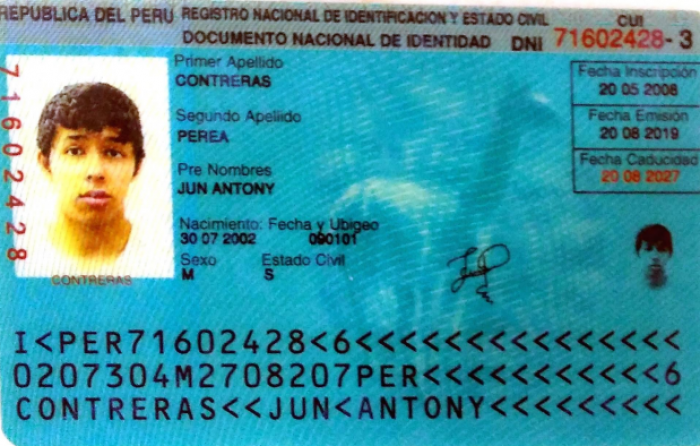 REPUBLICA DEL PERU REGISTRO NACIONAL DE IDENTIFICACION Y ESTADO CIVIL
DOCUMENTO NACIONAL DE IDENTIDAD DNI
CUI
71602428-3
71602428
Primer Apellido
CONTRERAS
Segundo Apellido
PEREA
Pre Nombres
JUN ANTONY
Nacimiento: Fecha y Ubigeo
30 07 2002 090101
Sexo Estado Civil
M S
Fecha Inscripción
20 05 2008
Fecha Emisión
20 08 2019
Fecha Caducidad
20 08 2027
CONTRERAS
I<PER71602428<6<<<<<<<<<<<<<<<
0207304M2708207PER<<<<<<<<<<<6
CONTRERAS<<JUN<ANTONY<<<<<<<<<